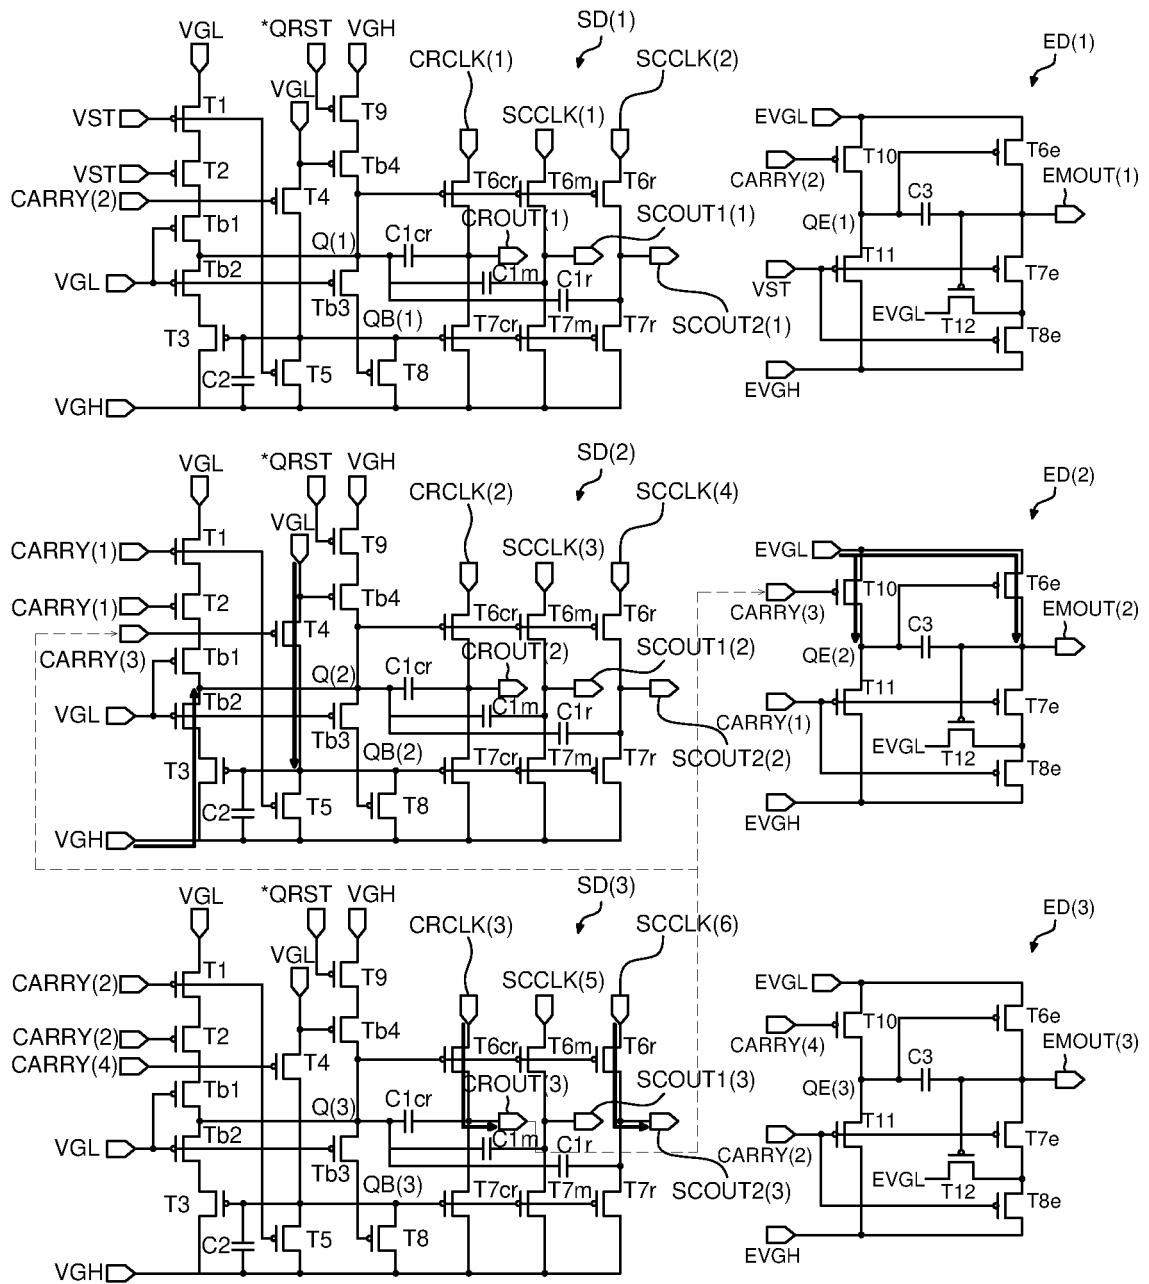 SD(1)
VGL
*QRST
VGH
CRCLK(1)
SCCLK(2)
ED(1)
VGL
T1
T9
SCCLK(1)
VST
EVGL
T2
Tb4
T10
T6e
VST
CARRY(2)
T4
T6cr
T6m
T6r
CARRY(2)
C3
EMOUT(1)
Tb1
Q(1)
C1cr
CROUT(1)
SCOUT1(1)
QE(1)
VGL
Tb2
Tb3
C1m
C1r
T11
VST
T7e
T3
QB(1)
T7cr
T7m
T7r
SCOUT2(1)
EVGL
T12
T8e
C2
T5
T8
EVGH
VGH
SD(2)
VGL
*QRST
VGH
CRCLK(2)
SCCLK(4)
ED(2)
VGL
T1
T9
SCCLK(3)
CARRY(1)
EVGL
T2
Tb4
T10
T6e
CARRY(1)
T4
T6cr
T6m
T6r
CARRY(3)
C3
EMOUT(2)
CARRY(3)
Tb1
Q(2)
C1cr
CROUT(2)
SCOUT1(2)
QE(2)
VGL
Tb2
Tb3
C1m
C1r
T11
CARRY(1)
T7e
T3
QB(2)
T7cr
T7m
T7r
SCOUT2(2)
EVGL
T12
T8e
C2
T5
T8
EVGH
VGH
SD(3)
VGL
*QRST
VGH
CRCLK(3)
SCCLK(6)
ED(3)
VGL
T1
T9
SCCLK(5)
CARRY(2)
EVGL
T2
Tb4
T10
T6e
CARRY(2)
CARRY(4)
T4
T6cr
T6m
T6r
CARRY(4)
C3
EMOUT(3)
Tb1
Q(3)
C1cr
CROUT(3)
SCOUT1(3)
QE(3)
VGL
Tb2
Tb3
C1m
C1r
T11
CARRY(2)
T7e
T3
QB(3)
T7cr
T7m
T7r
SCOUT2(3)
EVGL
T12
T8e
C2
T5
T8
EVGH
VGH